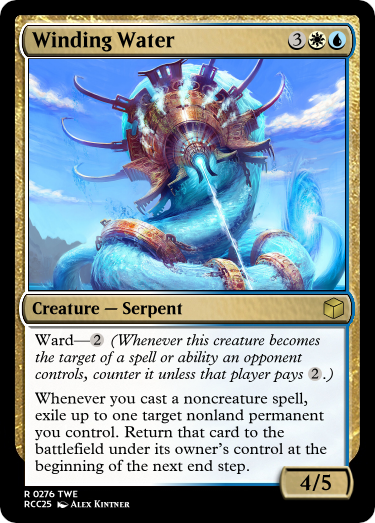 Winding Water 3
Creature — Serpent
Ward—2 (Whenever this creature becomes
the target of a spell or ability an opponent
controls, counter it unless that player pays 2.)
Whenever you cast a noncreature spell,
exile up to one target nonland permanent
you control. Return that card to the
battlefield under its owner's control at the
beginning of the next end step.
4/5
R 0276 TWE
RCC25 Alex Kintner